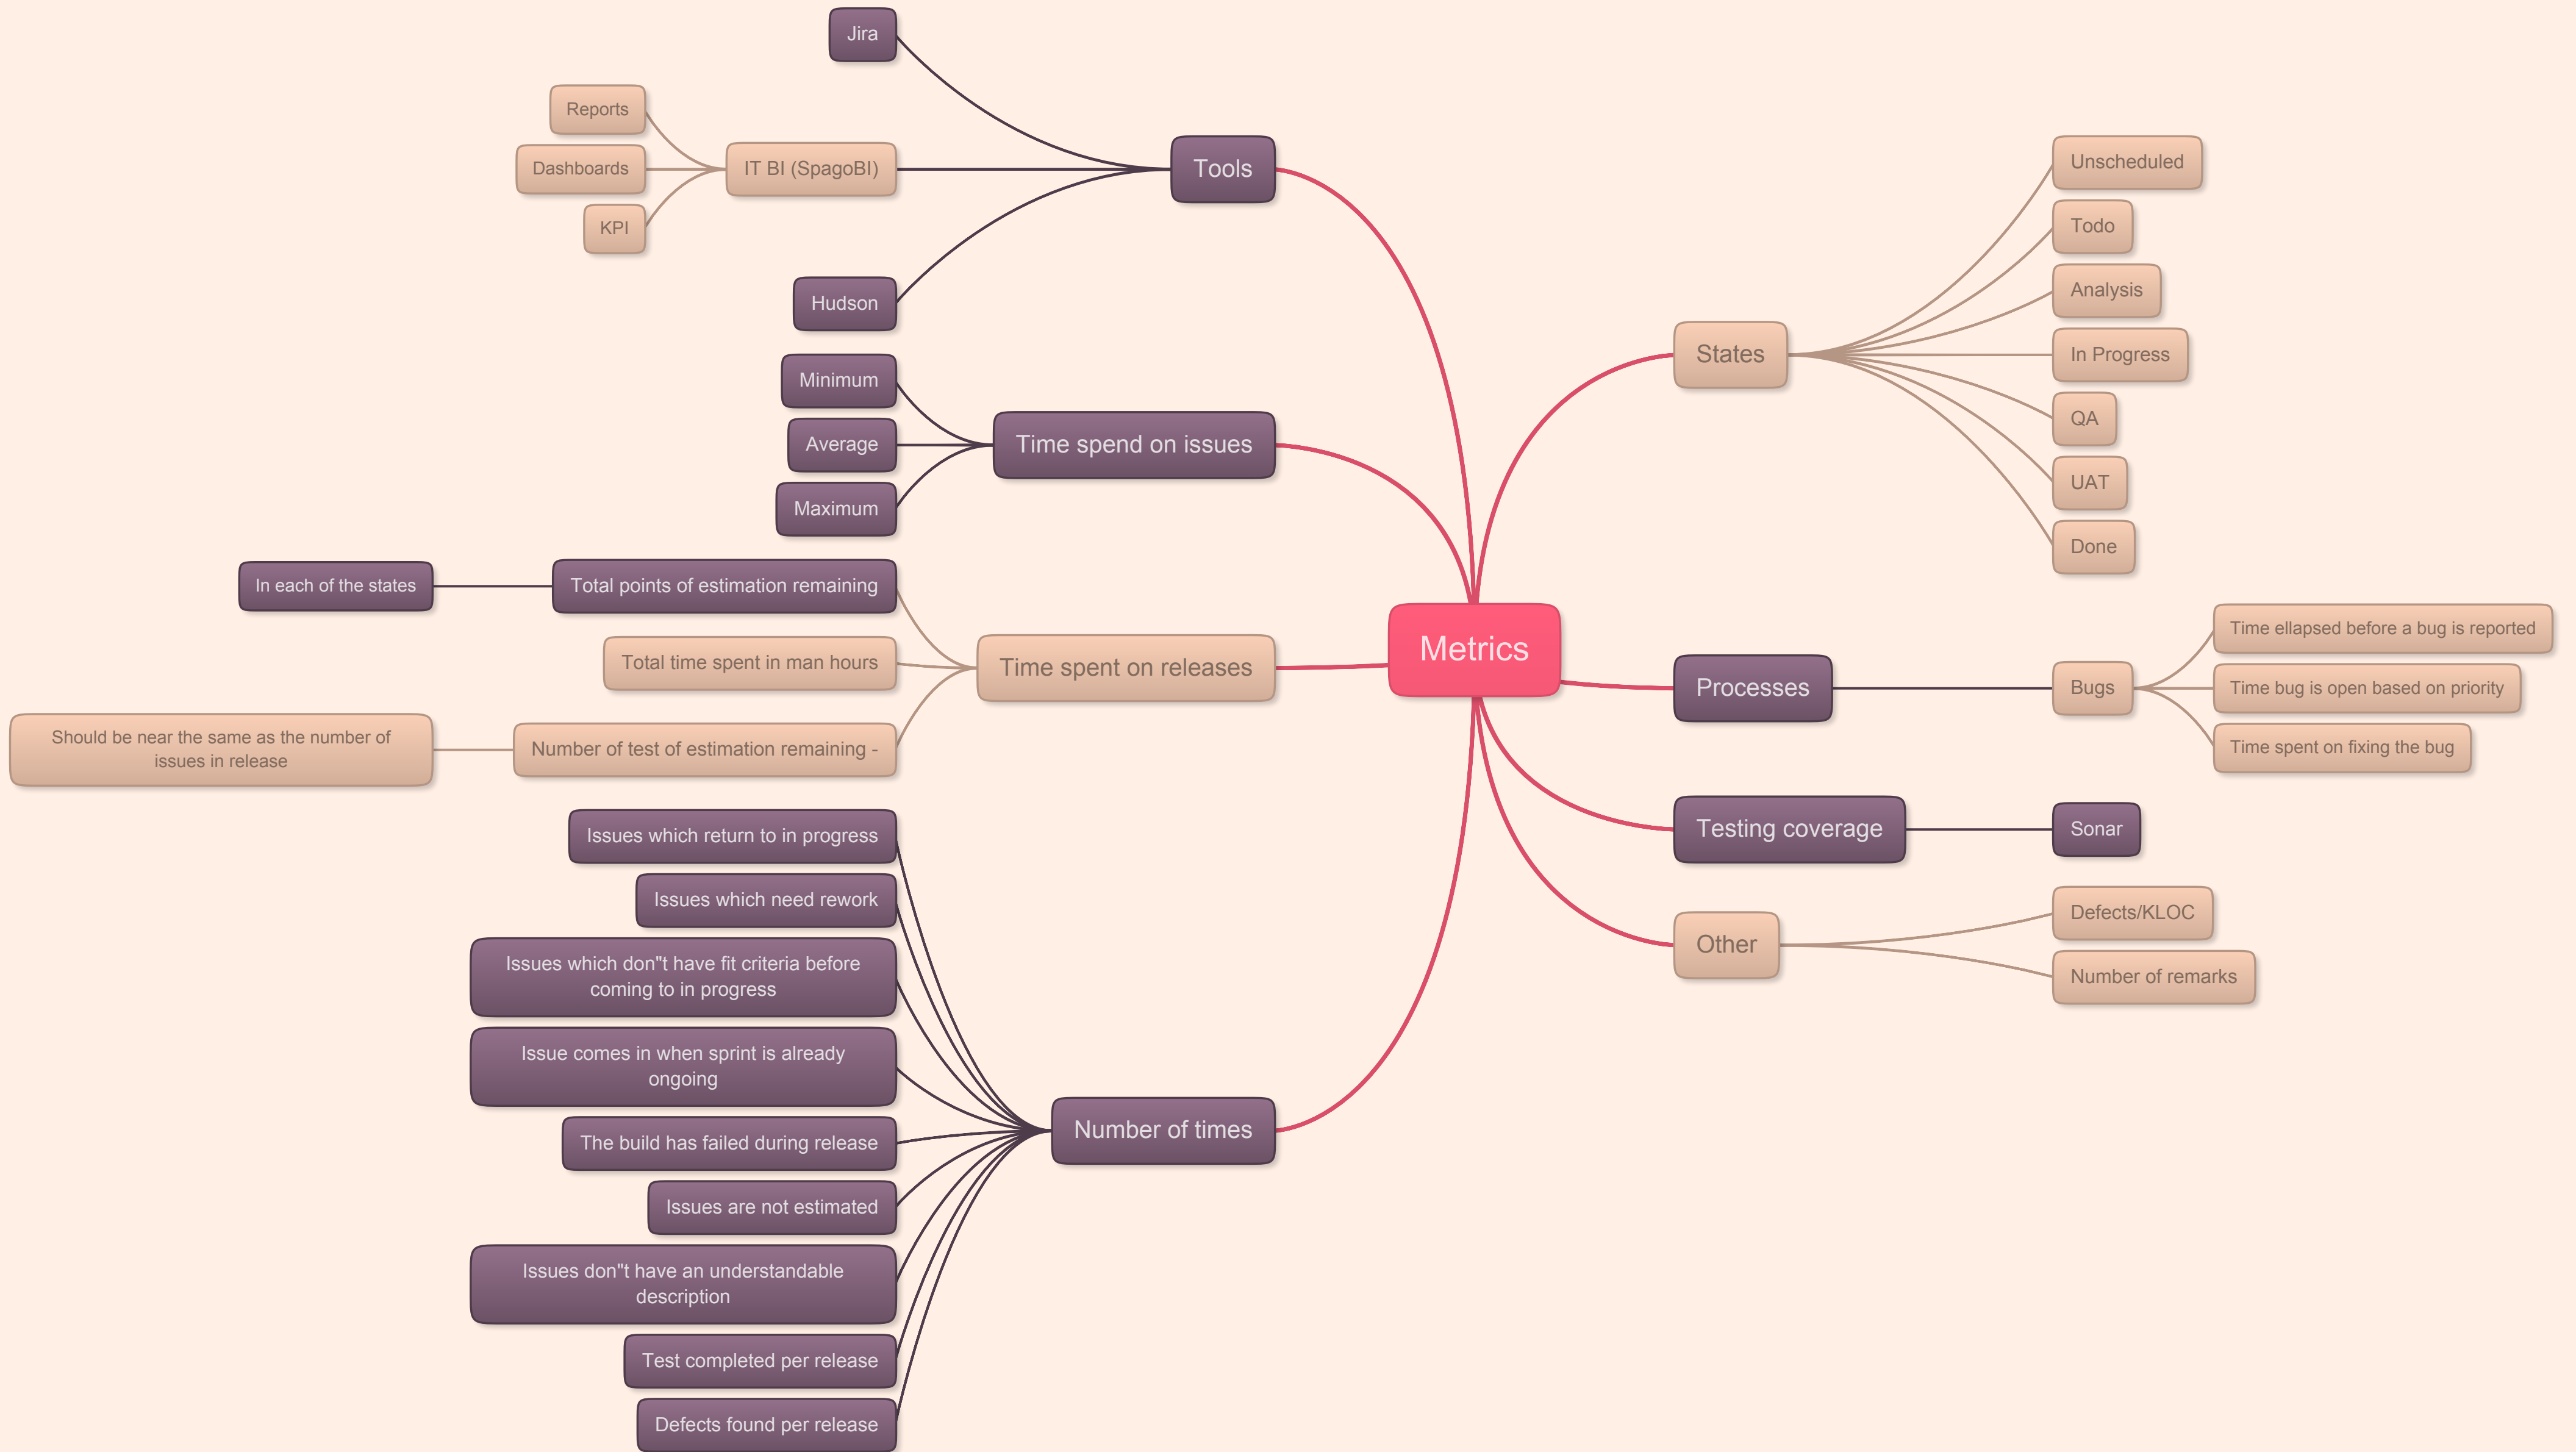 Metrics
Tools
Jira
IT BI (SpagoBI)
Reports
Dashboards
KPI
Hudson
Time spend on issues
Minimum
Average
Maximum
Time spent on releases
Total points of estimation remaining
In each of the states
Total time spent in man hours
Number of test of estimation remaining -
Should be near the same as the number of
issues in release
Number of times
Issues which return to in progress
Issues which need rework
Issues which don"t have fit criteria before
coming to in progress
Issue comes in when sprint is already
ongoing
The build has failed during release
Issues are not estimated
Issues don"t have an understandable
description
Test completed per release
Defects found per release
States
Unscheduled
Todo
Analysis
In Progress
QA
UAT
Done
Processes
Bugs
Time ellapsed before a bug is reported
Time bug is open based on priority
Time spent on fixing the bug
Testing coverage
Sonar
Other
Defects/KLOC
Number of remarks